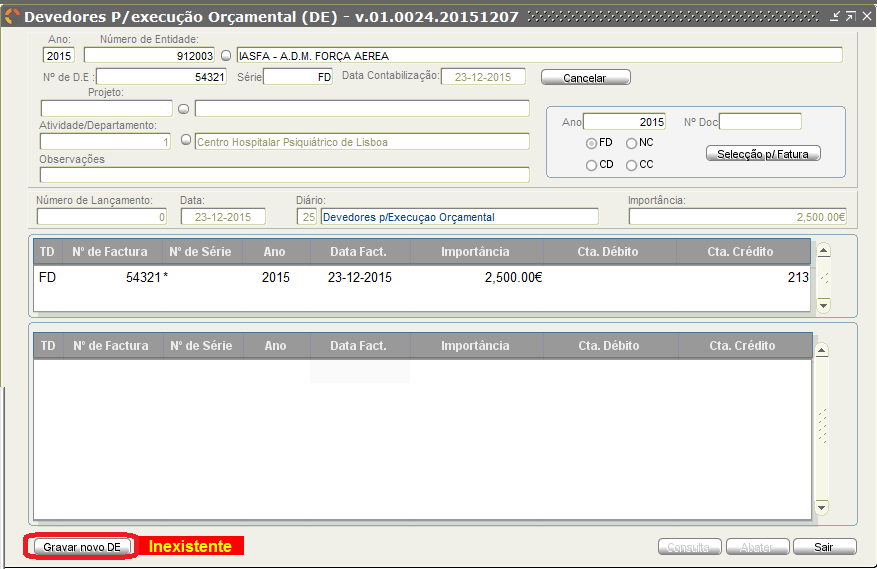 Devedores P/execução Orçamental (DE) - v.01.0024.20151207
Ano: Número de Entidade:
2015 912003 IASFA - A.D.M. FORÇA AEREA
Nº de D.E : 54321 Série FD Data Contabilização: 23-12-2015 Cancelar
Projeto:
Ano 2015 Nº Doc
Atividade/Departamento:
1 Centro Hospitalar Psiquiátrico de Lisboa
FD NC
Selecção p/ Fatura
Observações
CD CC
Número de Lançamento: Data: Diário: Importância:
0 23-12-2015 25 Devedores p/Execuçao Orçamental 2,500.00€
TD Nº de Factura Nº de Série Ano Data Fact. Importância Cta. Débito Cta. Crédito
FD 54321 * 2015 23-12-2015 2,500.00€ 213
TD Nº de Factura Nº de Série Ano Data Fact. Importância Cta. Débito Cta. Crédito
Gravar novo DE Inexistente Consulta Abater Sair